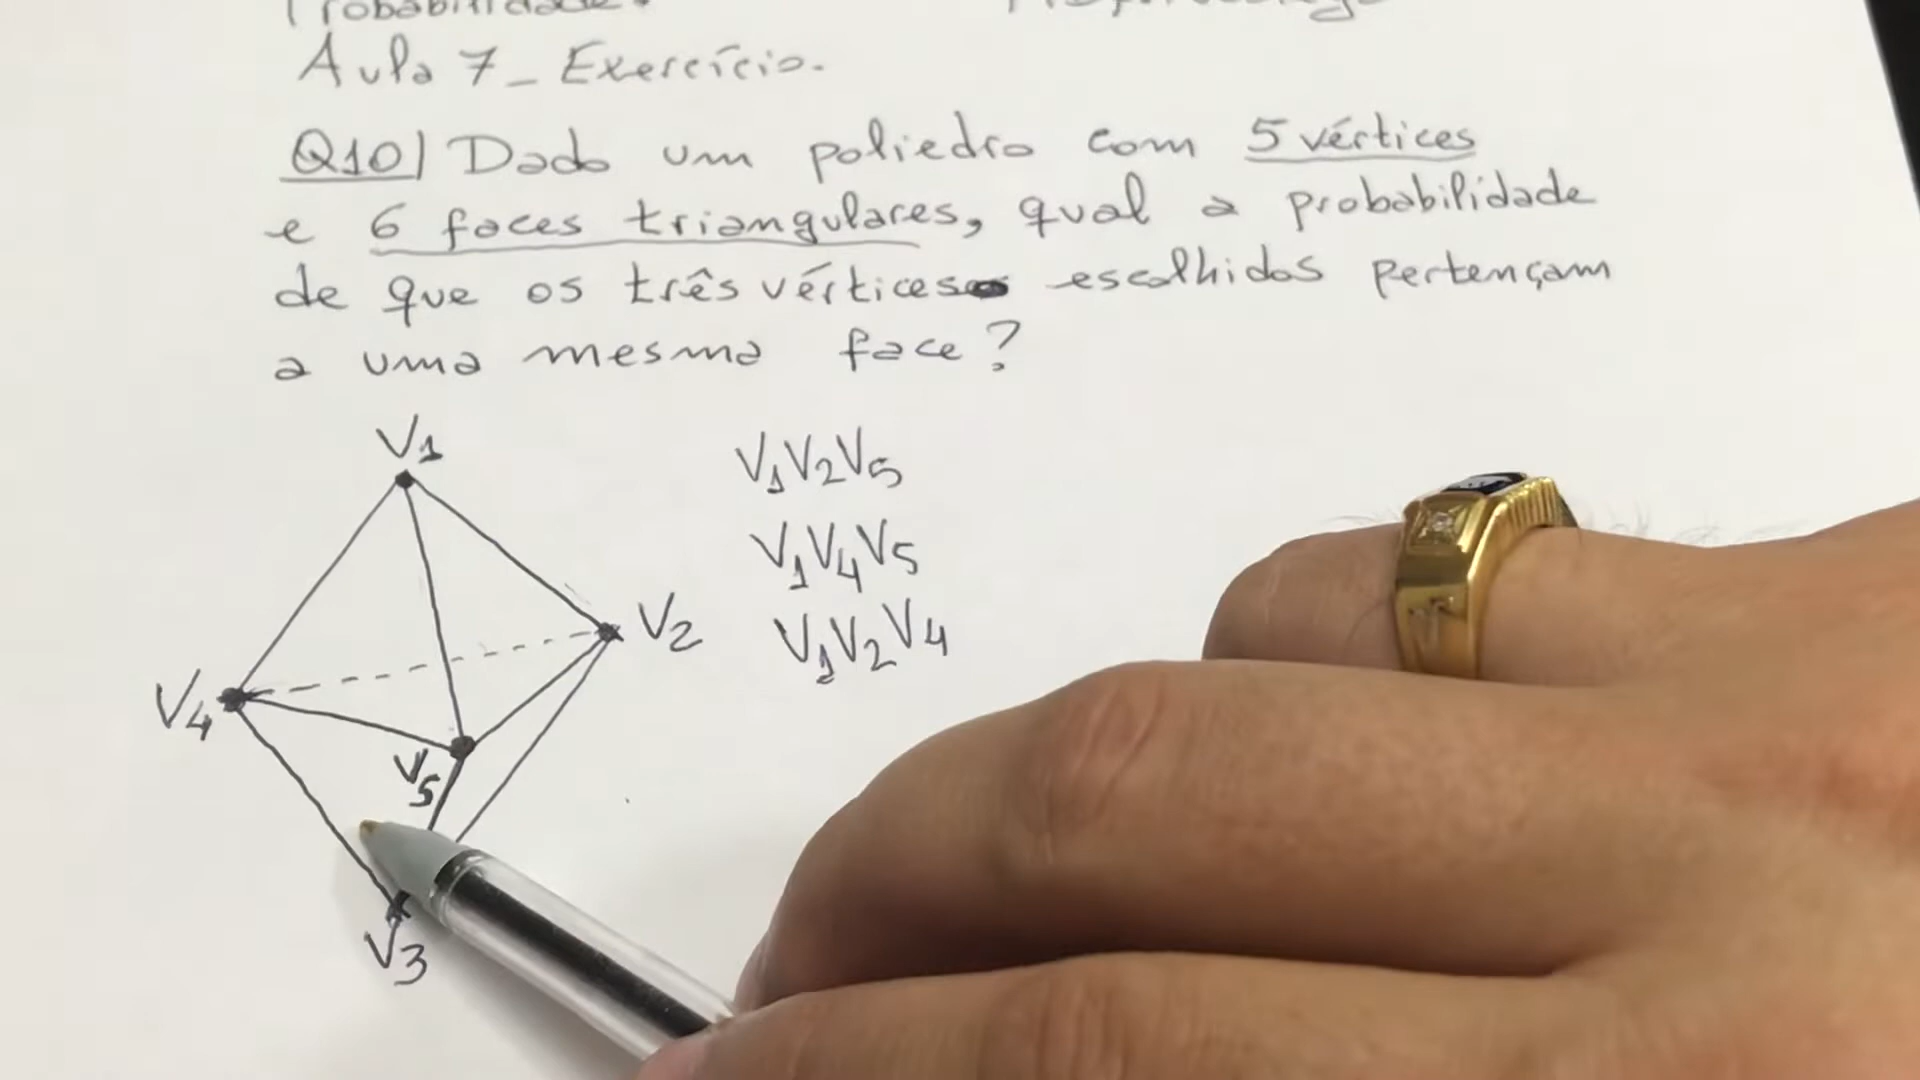 Probabilidade.
Aula 7_ Exercício.
Q10| Dado um poliedro com 5 vértices
e 6 faces triangulares, qual a probabilidade
de que os três vértices escolhidos pertençam
a uma mesma face?
V1
V2
V4
V5
V3
V1V2V5
V1V4V5
V1V2V4